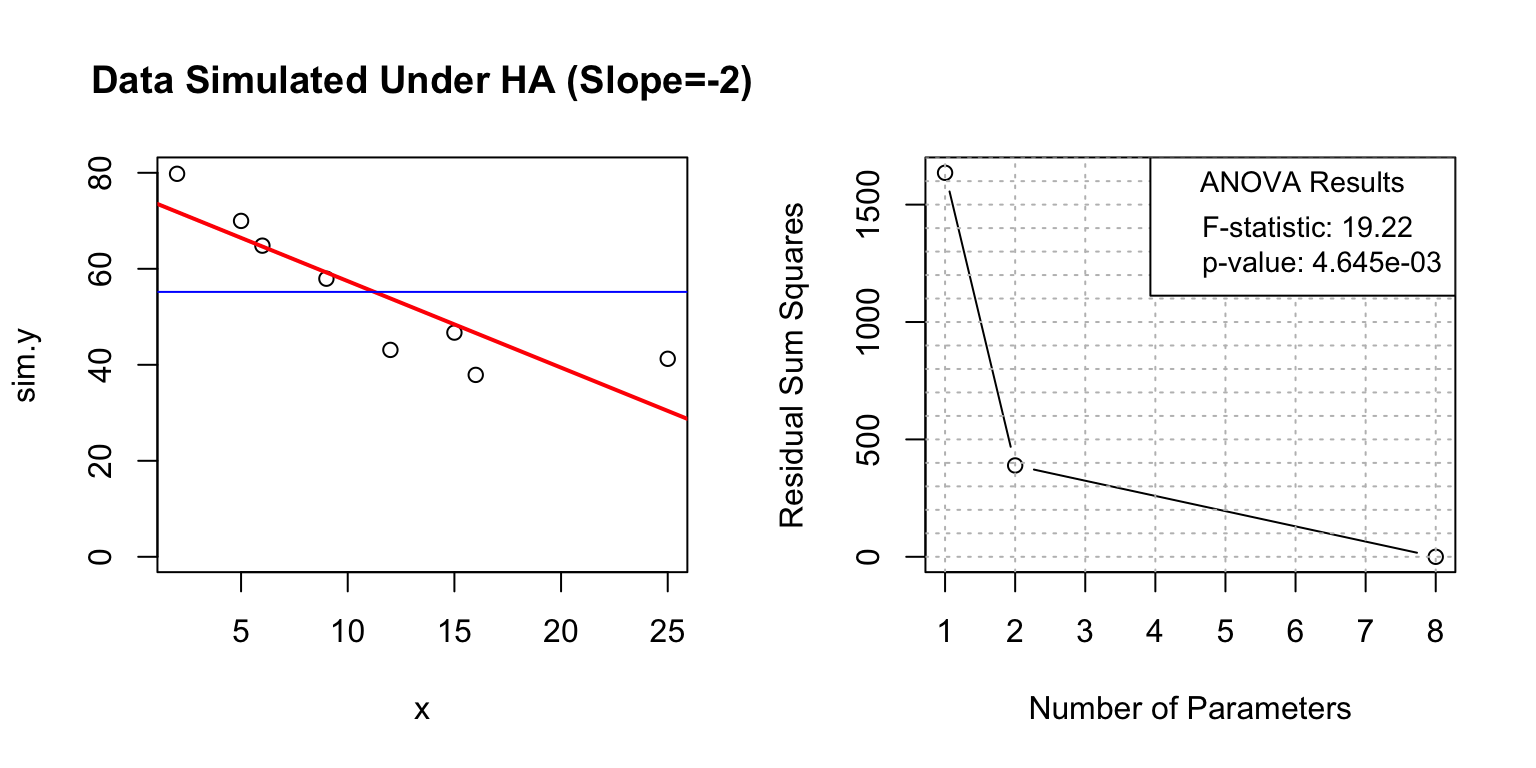 Data Simulated Under HA (Slope=-2)
80
60
40
20
0
sim.y
5 10 15 20 25
x
ANOVA Results
F-statistic: 19.22
p-value: 4.645e-03
1500
1000
500
0
Residual Sum Squares
1 2 3 4 5 6 7 8
Number of Parameters